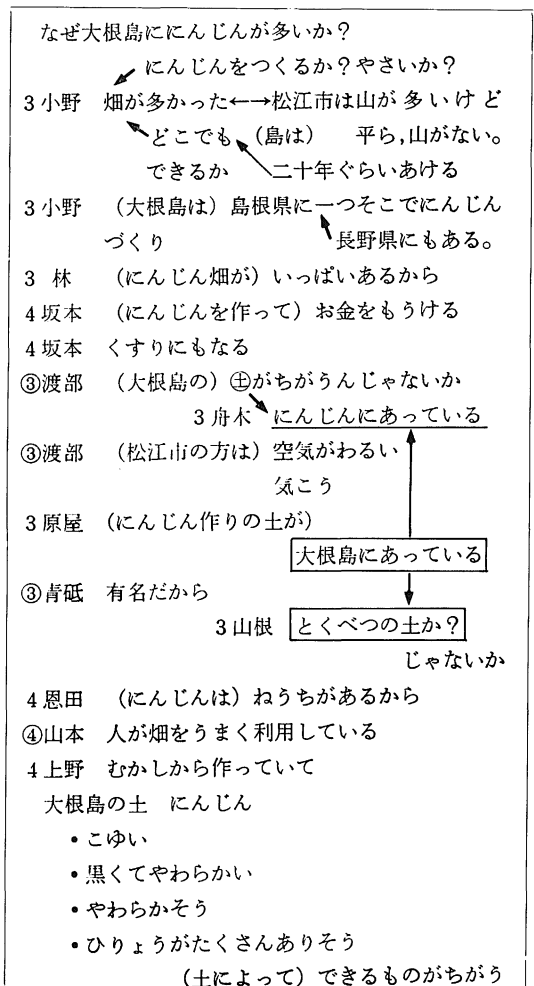 なぜ大根島ににんじんが多いか?
にんじんをつくるか?やさいか?
3小野 畑が多かった←→松江市は山が多いけど
どこでも (島は) 平ら,山がない。
できるか 二十年ぐらいあける
3小野 (大根島は)島根県に一つそこでにんじん
づくり 長野県にもある。
3 林 (にんじん畑が)いっぱいあるから
4坂本 (にんじんを作って)お金をもうける
4坂本 くすりにもなる
③渡部 (大根島の)㊏がちがうんじゃないか
3舟木 にんじんにあっている
③渡部 (松江市の方は)空気がわるい
気こう
3原屋 (にんじん作りの土が)
大根島にあっている
③青砥 有名だから
3山根 とくべつの土か?
じゃないか
4恩田 (にんじんは)ねうちがあるから
④山本 人が畑をうまく利用している
4上野 むかしから作っていて
大根島の土 にんじん
・こゆい
・黒くてやわらかい
・やわらかそう
・ひりょうがたくさんありそう
(土によって)できるものがちがう